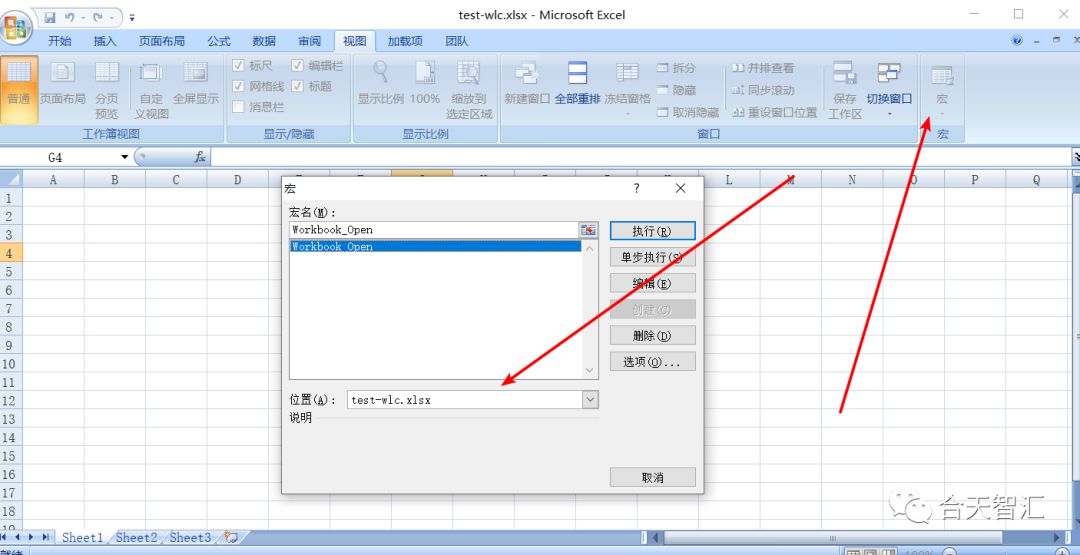 test-wlc.xlsx - Microsoft Excel
开始 插入 页面布局 公式 数据 审阅 视图 加载项 团队
普通 页面布局 分页预览 自定义视图 全屏显示
工作簿视图
标尺 编辑栏
网格线 标题
消息栏
显示/隐藏
显示比例 100% 缩放到选定区域
显示比例
新建窗口 全部重排 冻结窗格
拆分 并排查看
隐藏 同步滚动
取消隐藏 重设窗口位置
保存工作区 切换窗口
窗口
宏
宏
G4 fx
A B C D L M N O P Q
1
2
3
4
5
6
7
8
9
10
11
12
13
14
15
16
17
18
宏 ?
宏名(M):
Workbook_Open
Workbook_Open
执行(R)
单步执行(S)
编辑(E)
创建(C)
删除(D)
选项(O)...
位置(A): test-wlc.xlsx
说明
取消
合天智汇
Sheet1 Sheet2 Sheet3
就绪 100%